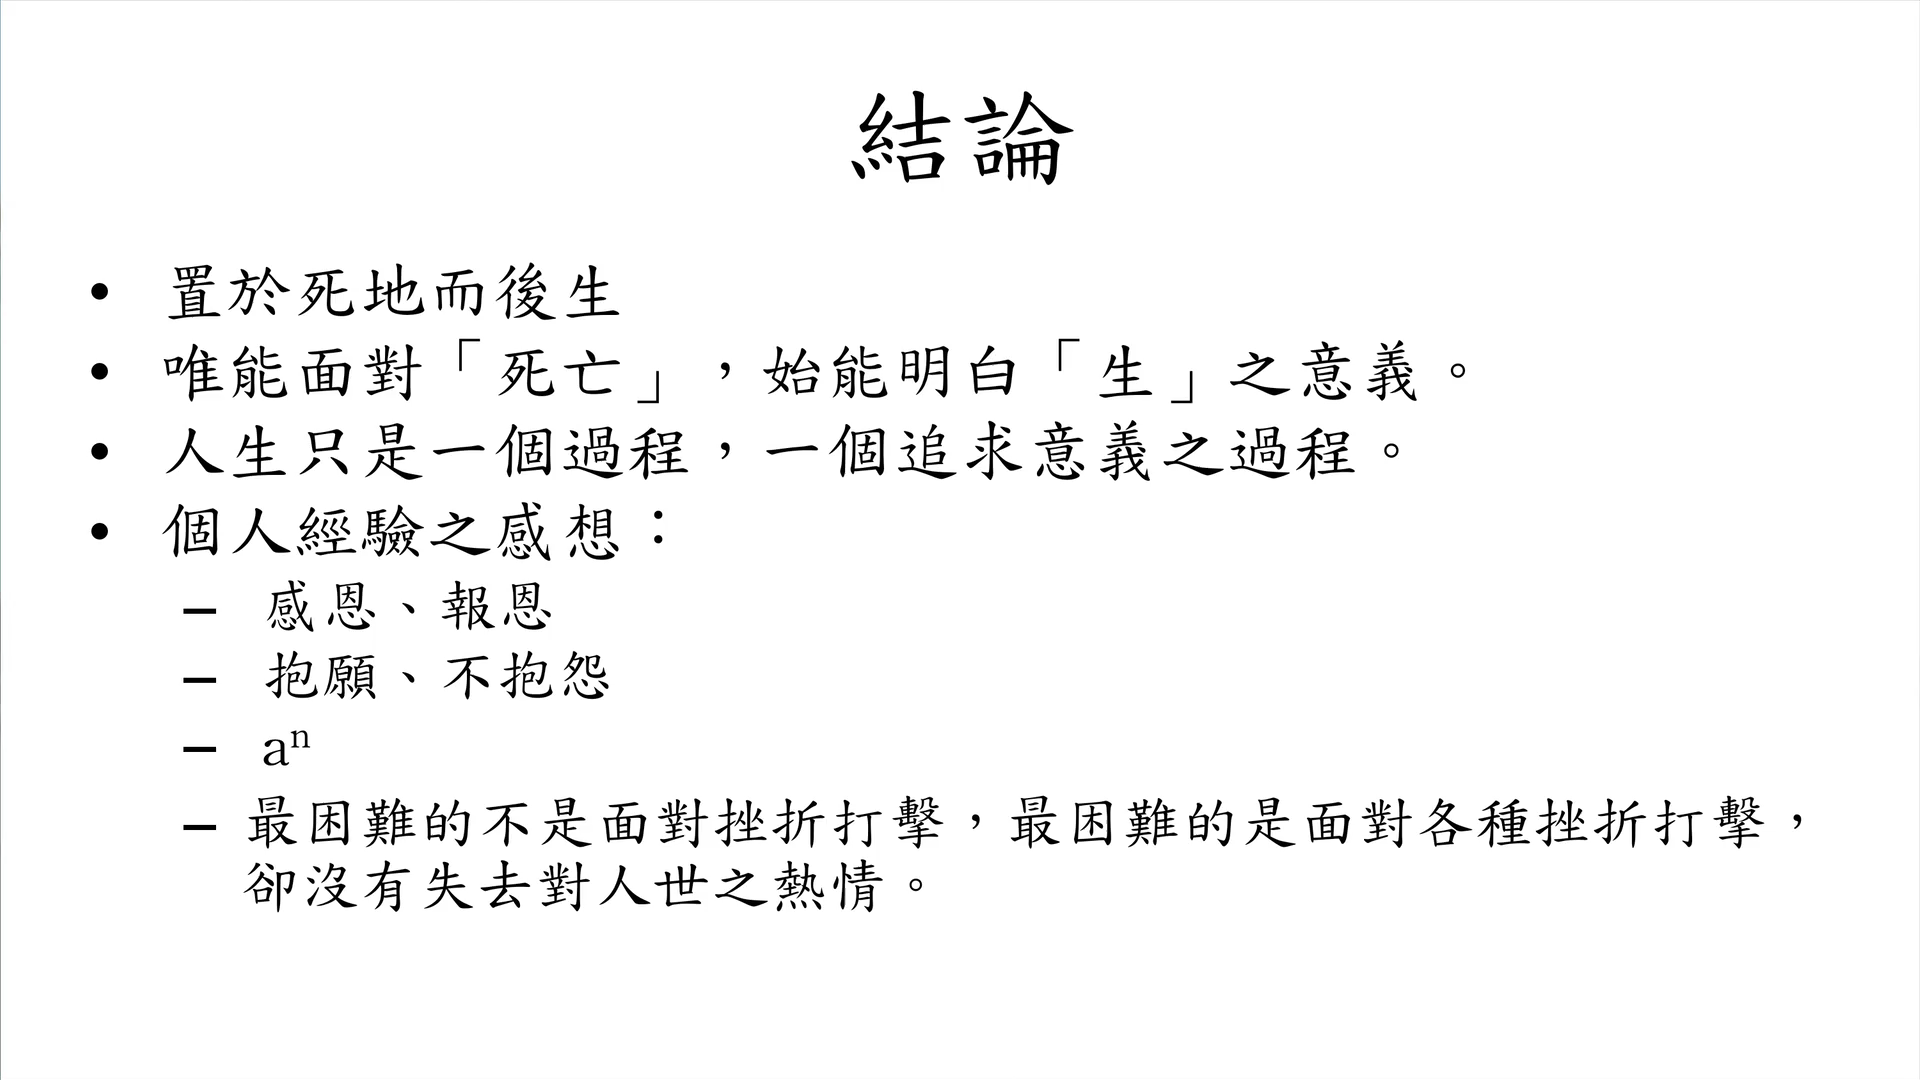 結論
• 置於死地而後生
• 唯能面對「死亡」，始能明白「生」之意義。
• 人生只是一個過程，一個追求意義之過程。
• 個人經驗之感想：
– 感恩、報恩
– 抱願、不抱怨
– aⁿ
– 最困難的不是面對挫折打擊，最困難的是面對各種挫折打擊，
卻沒有失去對人世之熱情。